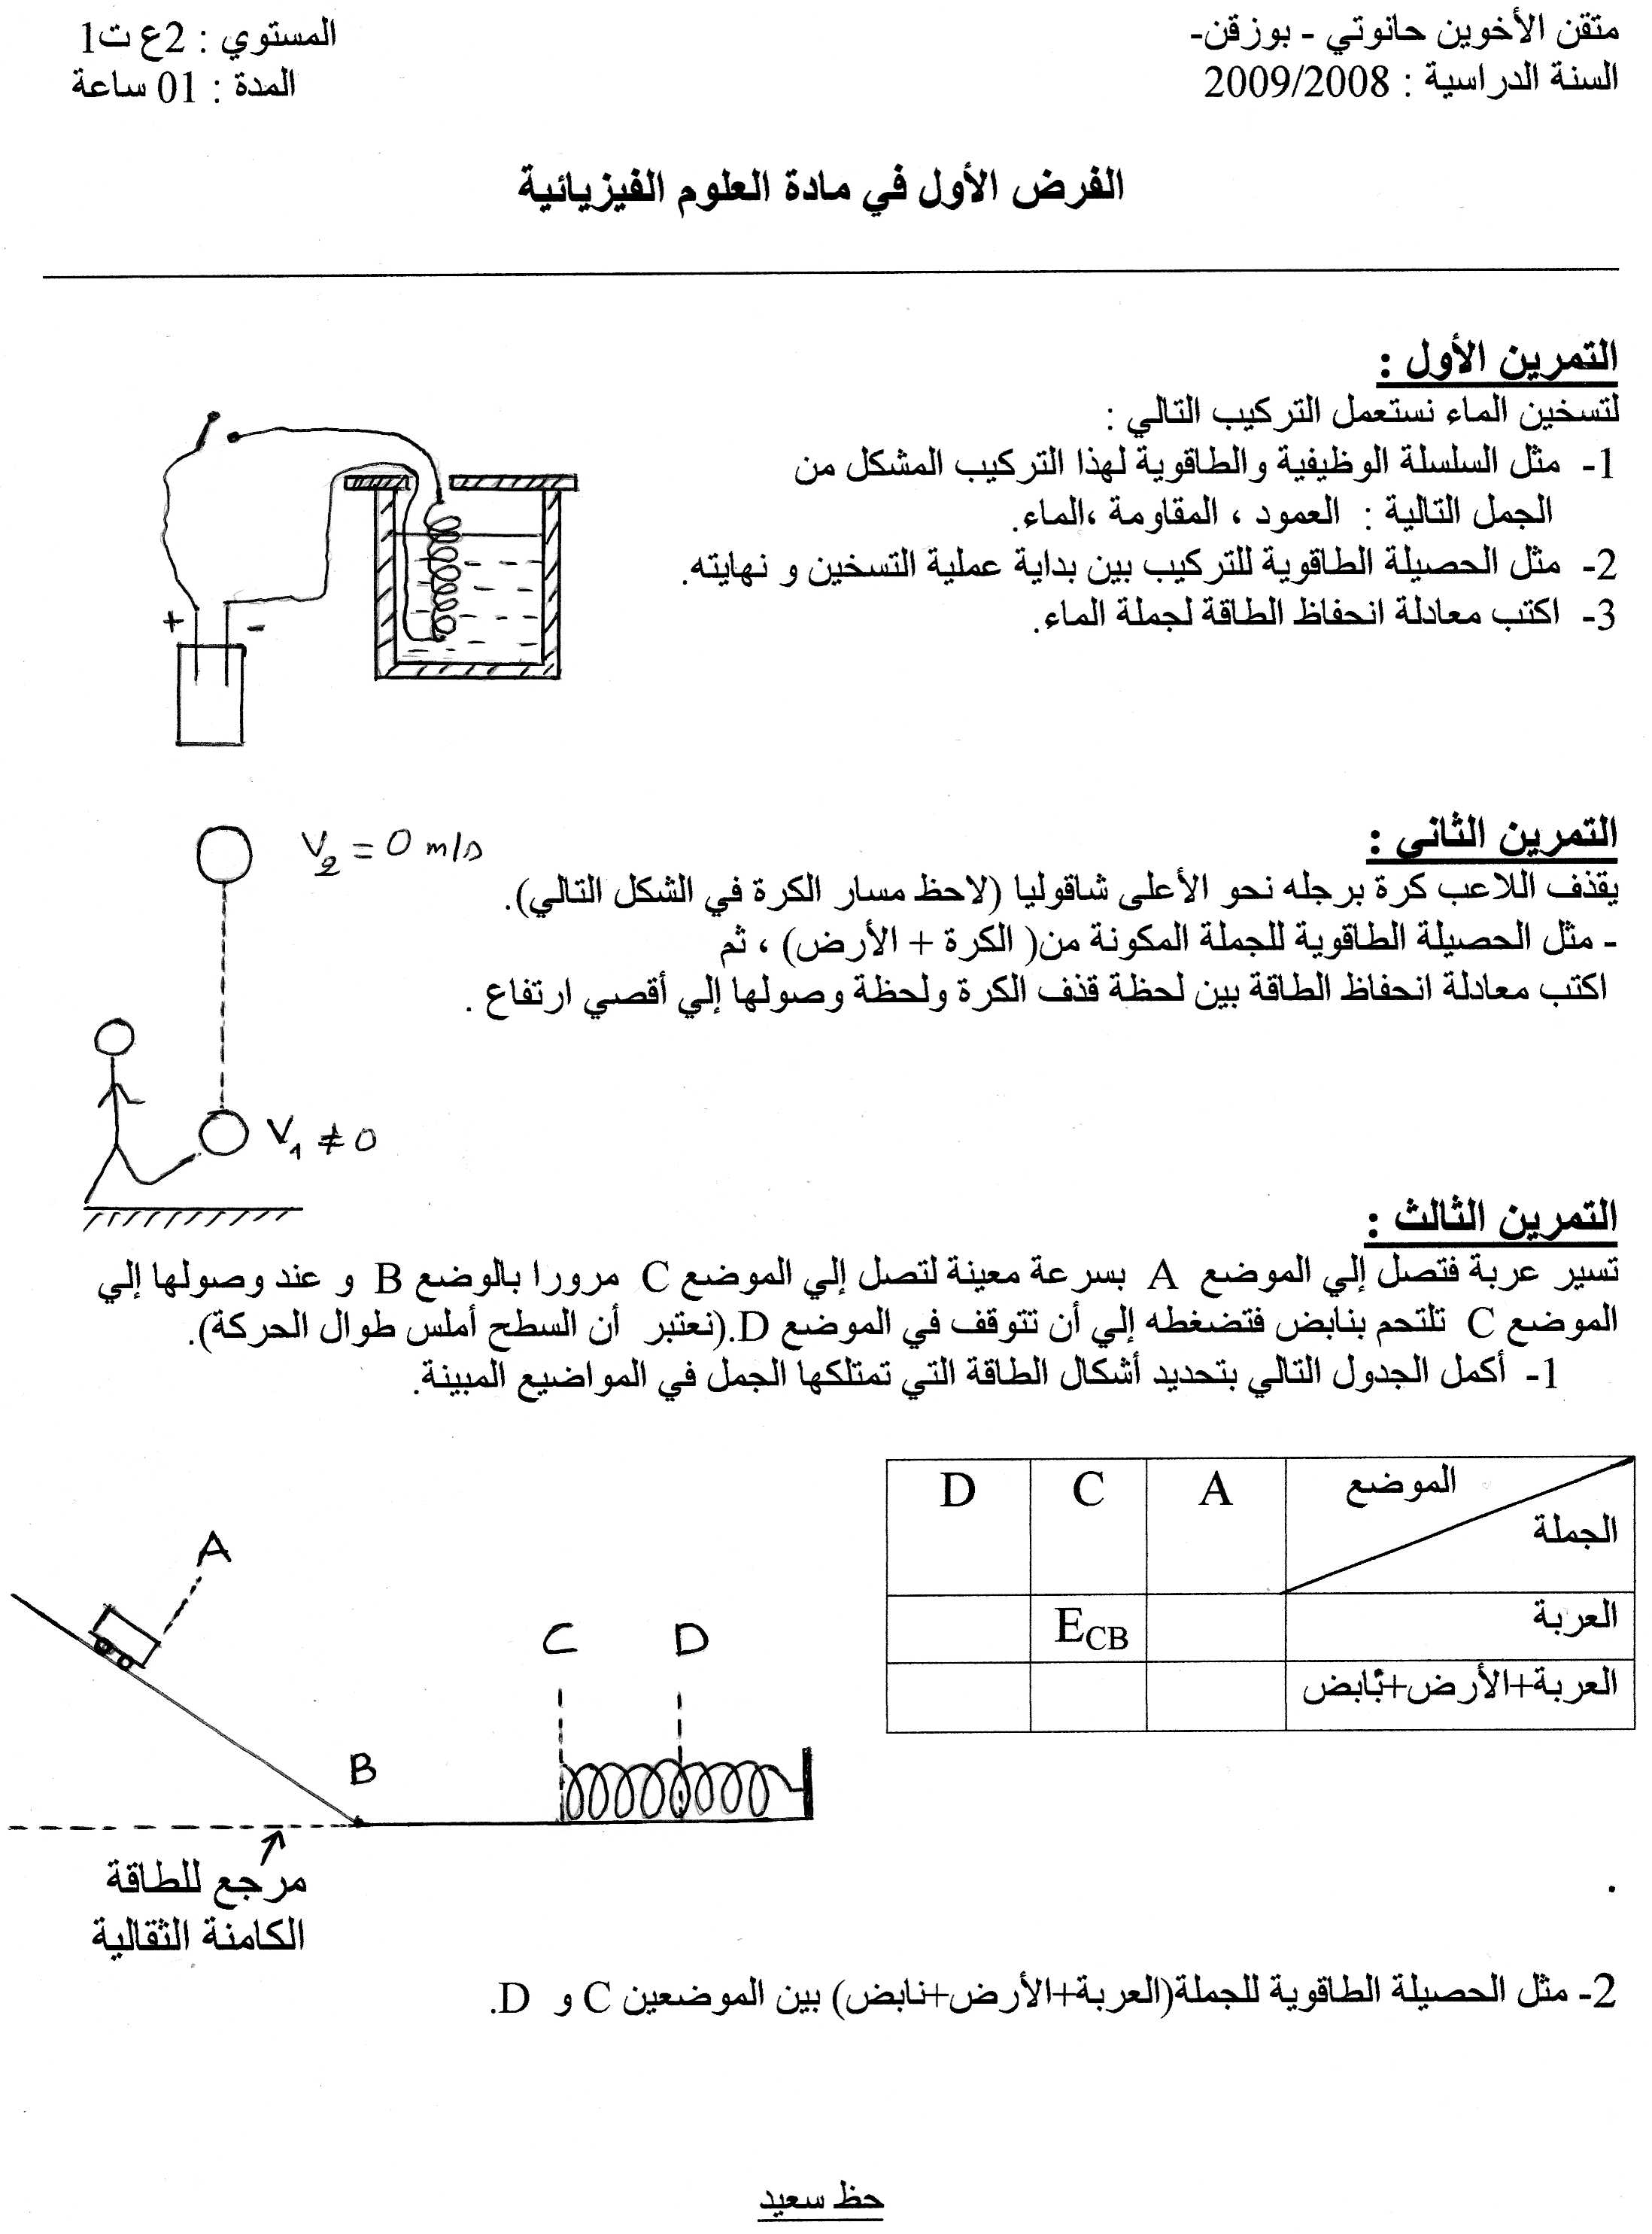 متقن الأخوين حانوتي - بوزقن-
المستوي : 2ع ت1
السنة الدراسية : 2009/2008
المدة : 01 ساعة
الفرض الأول في مادة العلوم الفيزيائية
التمرين الأول :
لتسخين الماء نستعمل التركيب التالي :
1- مثل السلسلة الوظيفية والطاقوية لهذا التركيب المشكل من
الجمل التالية : العمود ، المقاومة ،الماء.
2- مثل الحصيلة الطاقوية للتركيب بين بداية عملية التسخين و نهايته.
3- اكتب معادلة انحفاظ الطاقة لجملة الماء.
+ -
التمرين الثاني :
V2 = 0 m/s
يقذف اللاعب كرة برجله نحو الأعلى شاقوليا (لاحظ مسار الكرة في الشكل التالي).
- مثل الحصيلة الطاقوية للجملة المكونة من( الكرة + الأرض) ، ثم
اكتب معادلة انحفاظ الطاقة بين لحظة قذف الكرة ولحظة وصولها إلي أقصي ارتفاع .
V1 ≠ 0
التمرين الثالث :
تسير عربة فتصل إلي الموضع A بسرعة معينة لتصل إلي الموضع C مرورا بالوضع B و عند وصولها إلي
الموضع C تلتحم بنابض فتضغطه إلي أن تتوقف في الموضع D.(نعتبر أن السطح أملس طوال الحركة).
1- أكمل الجدول التالي بتحديد أشكال الطاقة التي تمتلكها الجمل في المواضيع المبينة.
الموضع A C D
الجملة
العربة ECB
العربة+الأرض+نابض
A
C D
B
مرجع للطاقة
الكامنة الثقالية
.
2- مثل الحصيلة الطاقوية للجملة(العربة+الأرض+نابض) بين الموضعين C و D.
حظ سعيد